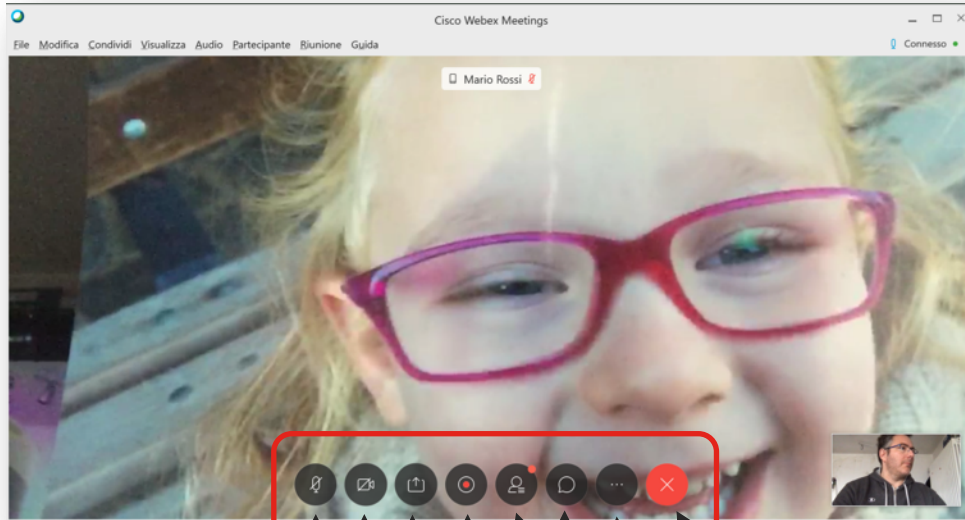 Cisco Webex Meetings
File Modifica Condividi Visualizza Audio Partecipante Riunione Guida
Connesso
Mario Rossi